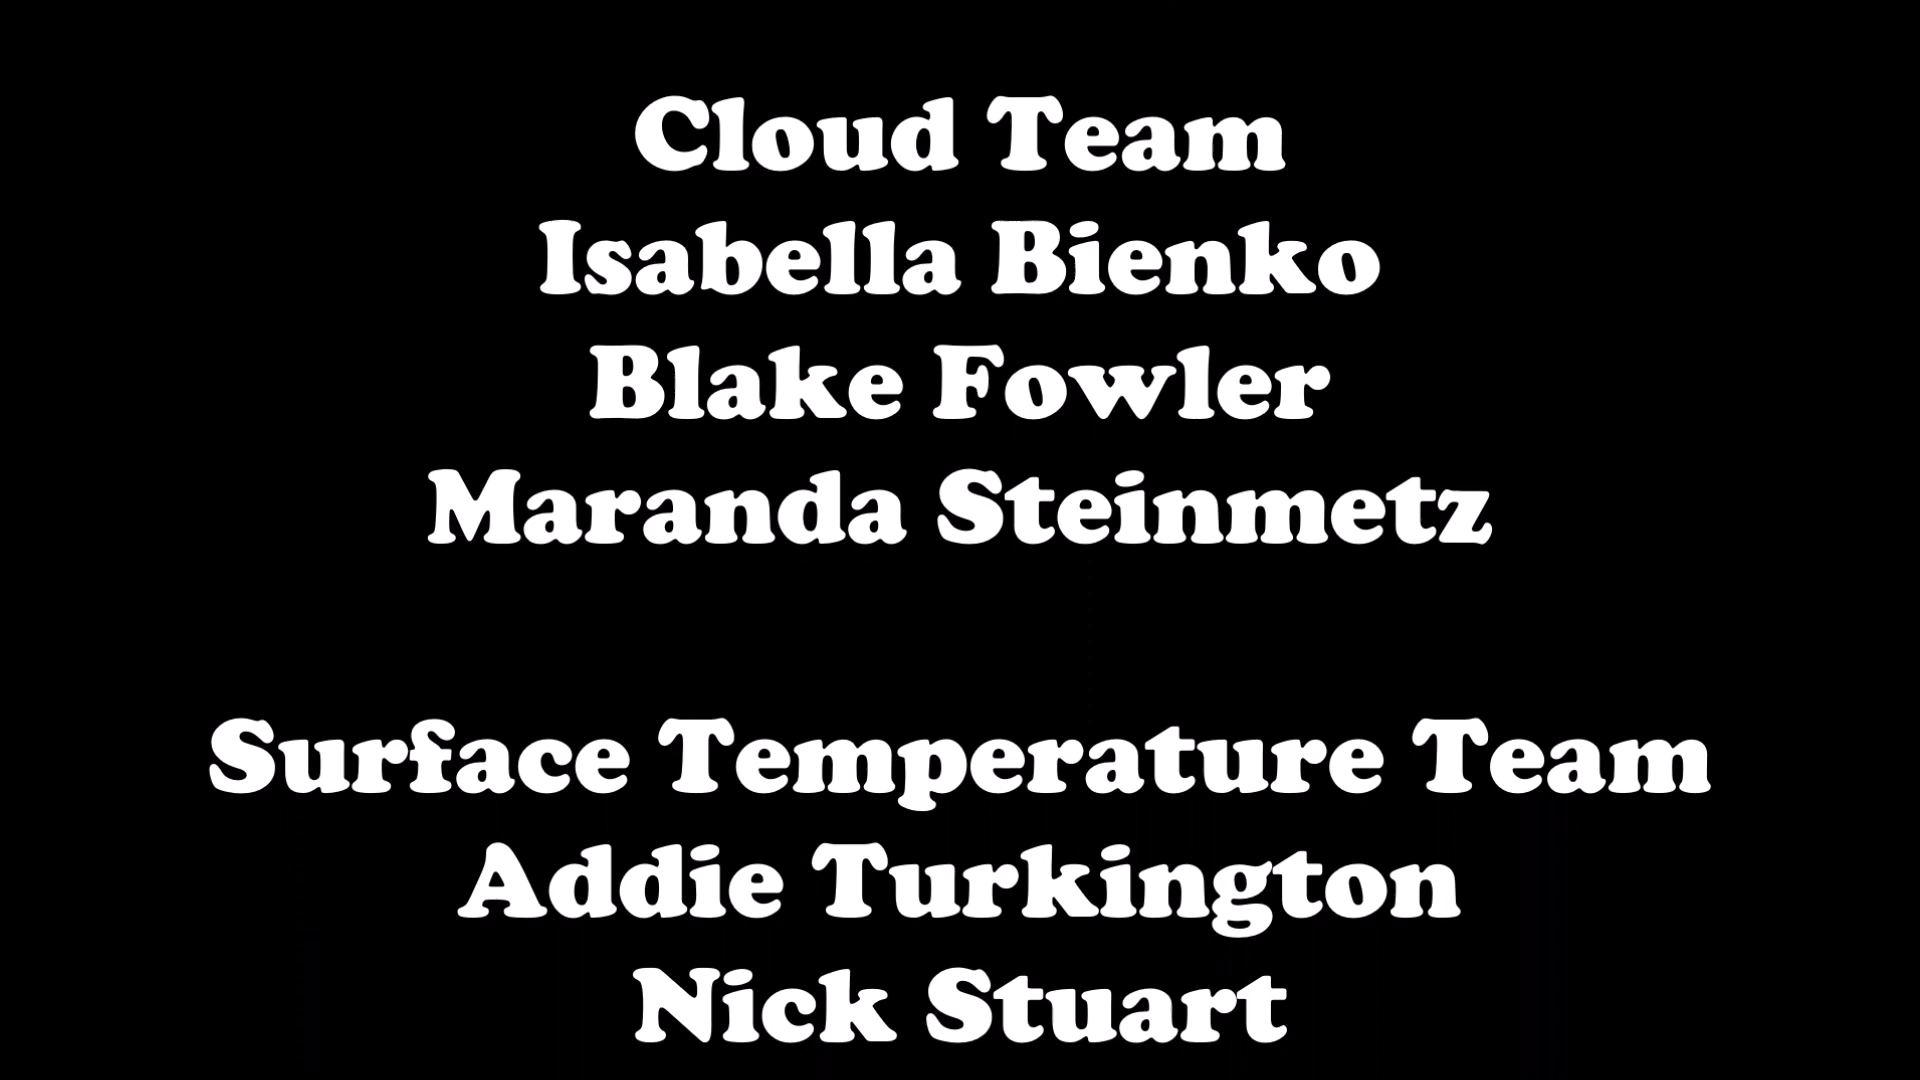 Cloud Team
Isabella Bienko
Blake Fowler
Maranda Steinmetz
Surface Temperature Team
Addie Turkington
Nick Stuart